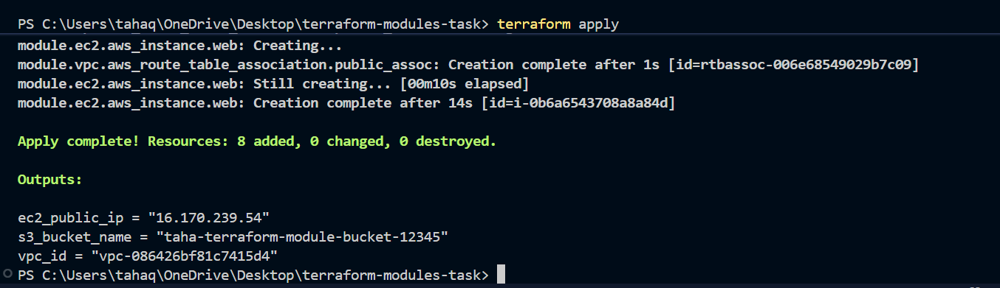 PS C:\Users\tahaq\OneDrive\Desktop\terraform-modules-task> terraform apply
module.ec2.aws_instance.web: Creating...
module.vpc.aws_route_table_association.public_assoc: Creation complete after 1s [id=rtbassoc-006e68549029b7c09]
module.ec2.aws_instance.web: Still creating... [00m10s elapsed]
module.ec2.aws_instance.web: Creation complete after 14s [id=i-0b6a6543708a8a84d]
Apply complete! Resources: 8 added, 0 changed, 0 destroyed.
Outputs:
ec2_public_ip = "16.170.239.54"
s3_bucket_name = "taha-terraform-module-bucket-12345"
vpc_id = "vpc-086426bf81c7415d4"
PS C:\Users\tahaq\OneDrive\Desktop\terraform-modules-task>